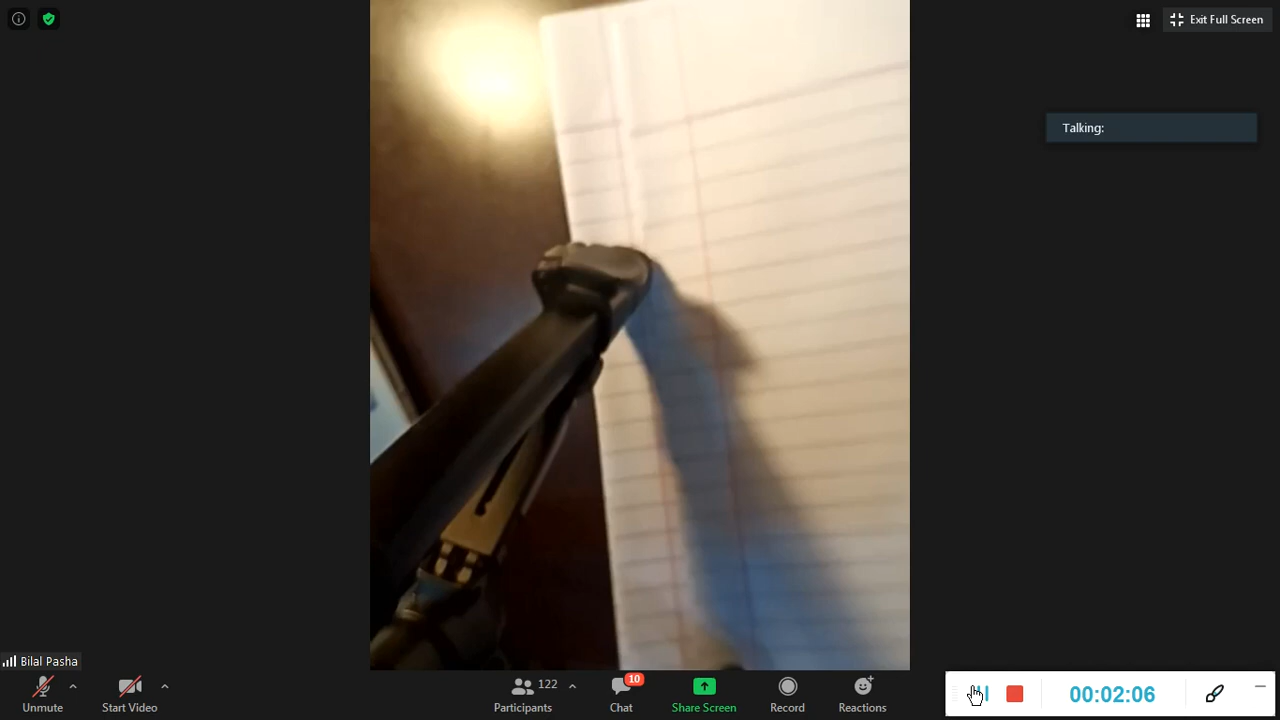 Exit Full Screen
Talking:
Bilal Pasha
Unmute
Start Video
Participants
122
Chat
10
Share Screen
Record
Reactions
00:02:06